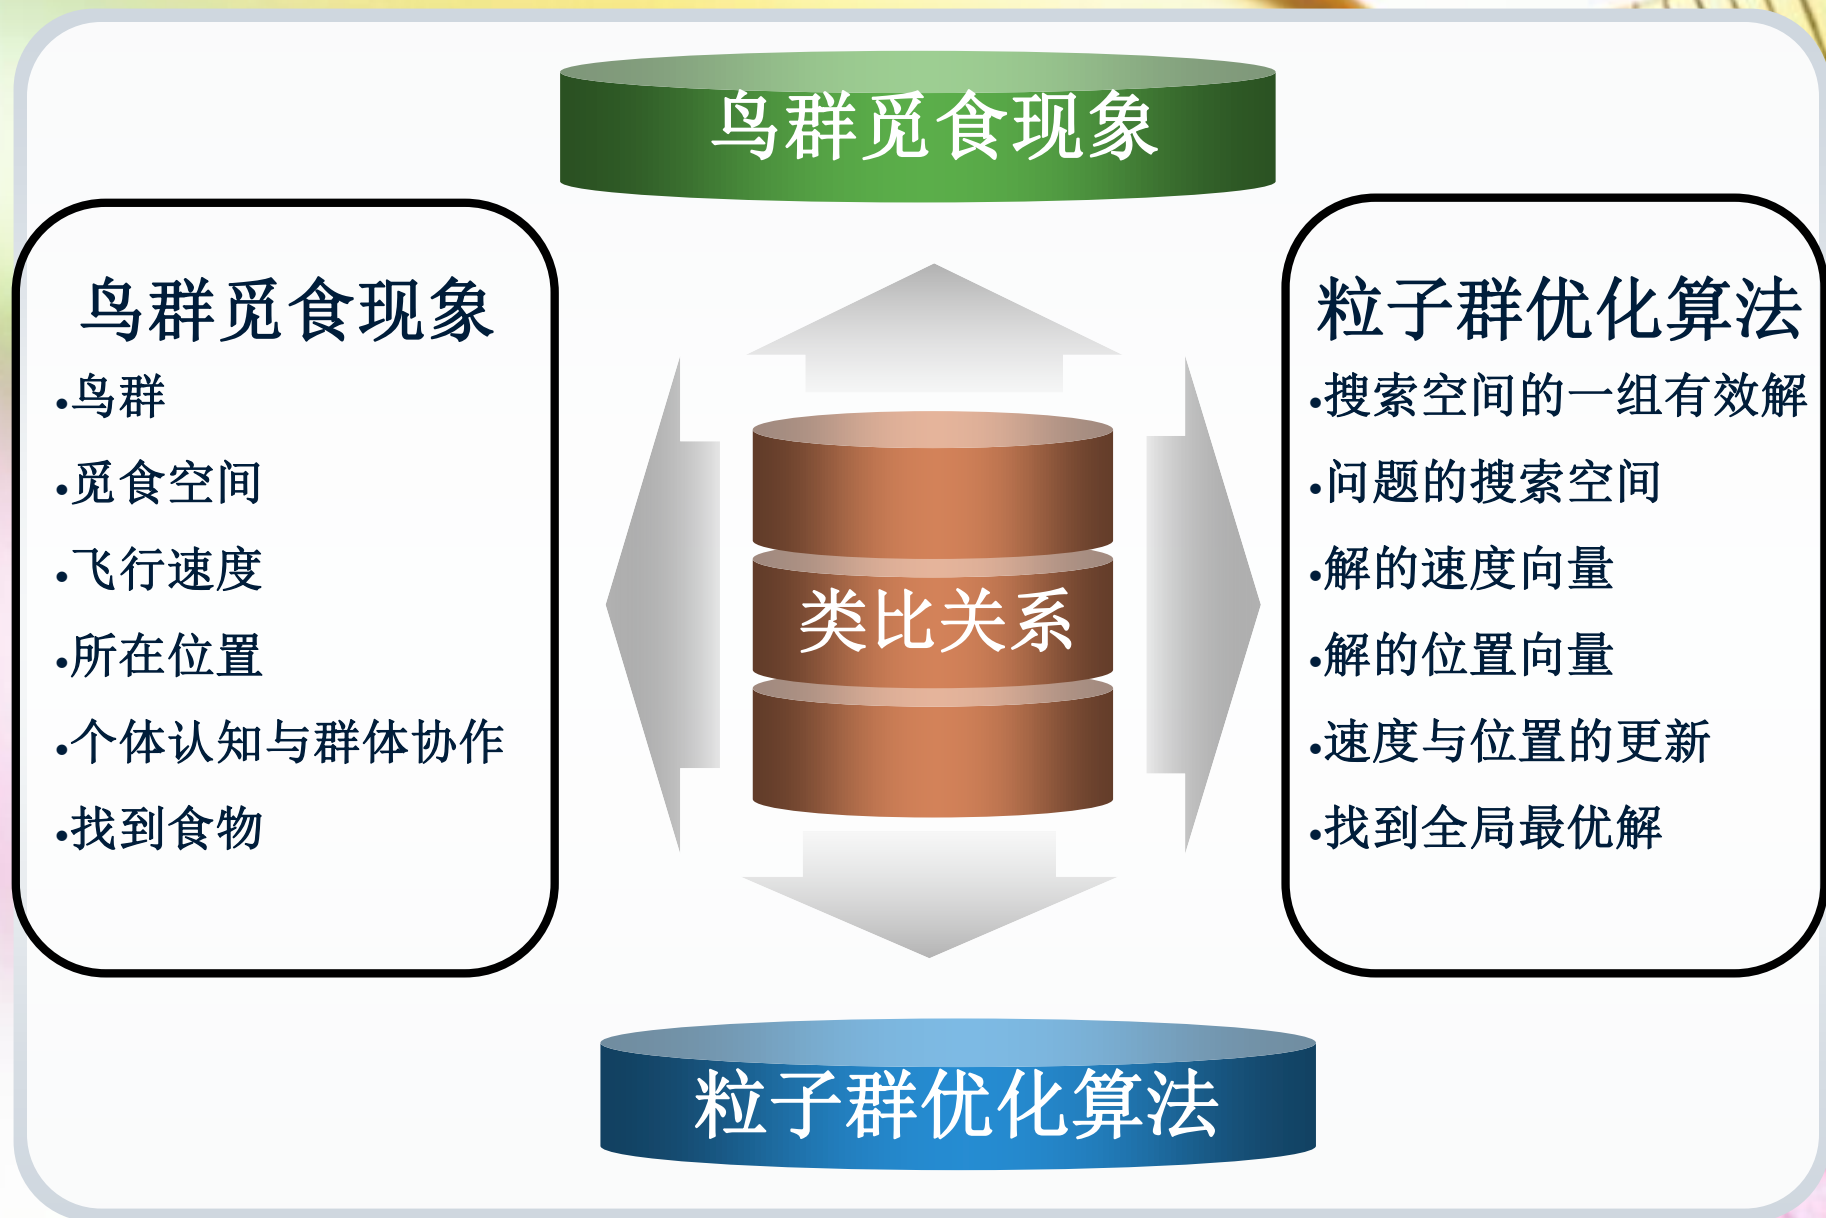 鸟群觅食现象
鸟群觅食现象
•鸟群
•觅食空间
•飞行速度
•所在位置
•个体认知与群体协作
•找到食物
类比关系
粒子群优化算法
•搜索空间的一组有效解
•问题的搜索空间
•解的速度向量
•解的位置向量
•速度与位置的更新
•找到全局最优解
粒子群优化算法